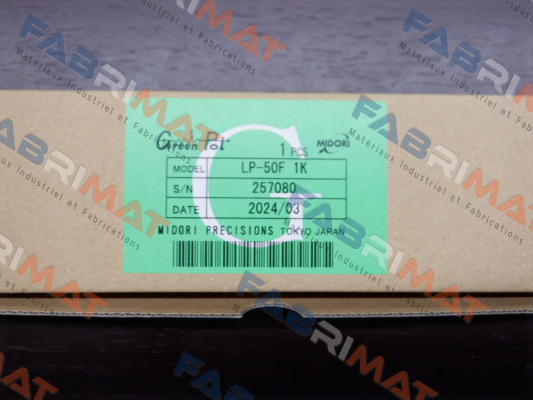 Green Pot
1 PCS
MIDORI
MODEL LP-50F 1K
S/N 257080
DATE 2024/03
MIDORI PRECISIONS TOKYO JAPAN
G
FABRIMAT
Materiaux Industriel et Fabrications